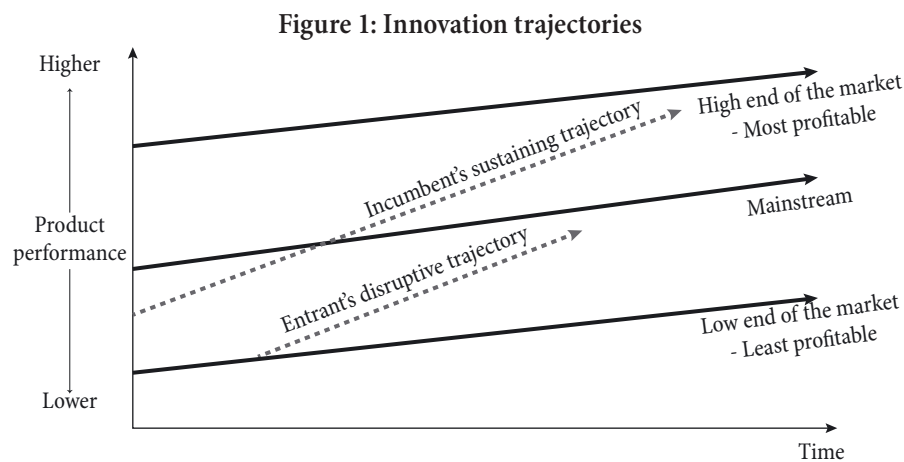 Figure 1: Innovation trajectories
Higher
High end of the market
- Most profitable
Incumbent's sustaining trajectory
Product
performance
Mainstream
Entrant's disruptive trajectory
Low end of the market
- Least profitable
Lower
Time